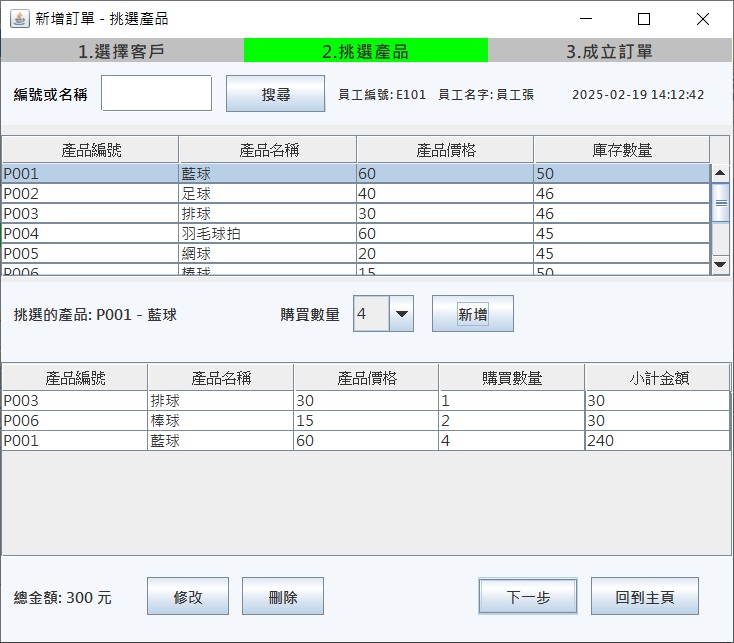 新增訂單 - 挑選產品
1.選擇客戶 2.挑選產品 3.成立訂單
編號或名稱 搜尋 員工編號: E101 員工名字: 員工張 2025-02-19 14:12:42
產品編號 產品名稱 產品價格 庫存數量
P001 藍球 60 50
P002 足球 40 46
P003 排球 30 46
P004 羽毛球拍 60 45
P005 網球 20 45
P006 棒球 15 50
挑選的產品: P001 - 藍球 購買數量 4 新增
產品編號 產品名稱 產品價格 購買數量 小計金額
P003 排球 30 1 30
P006 棒球 15 2 30
P001 藍球 60 4 240
總金額: 300 元 修改 刪除 下一步 回到主頁